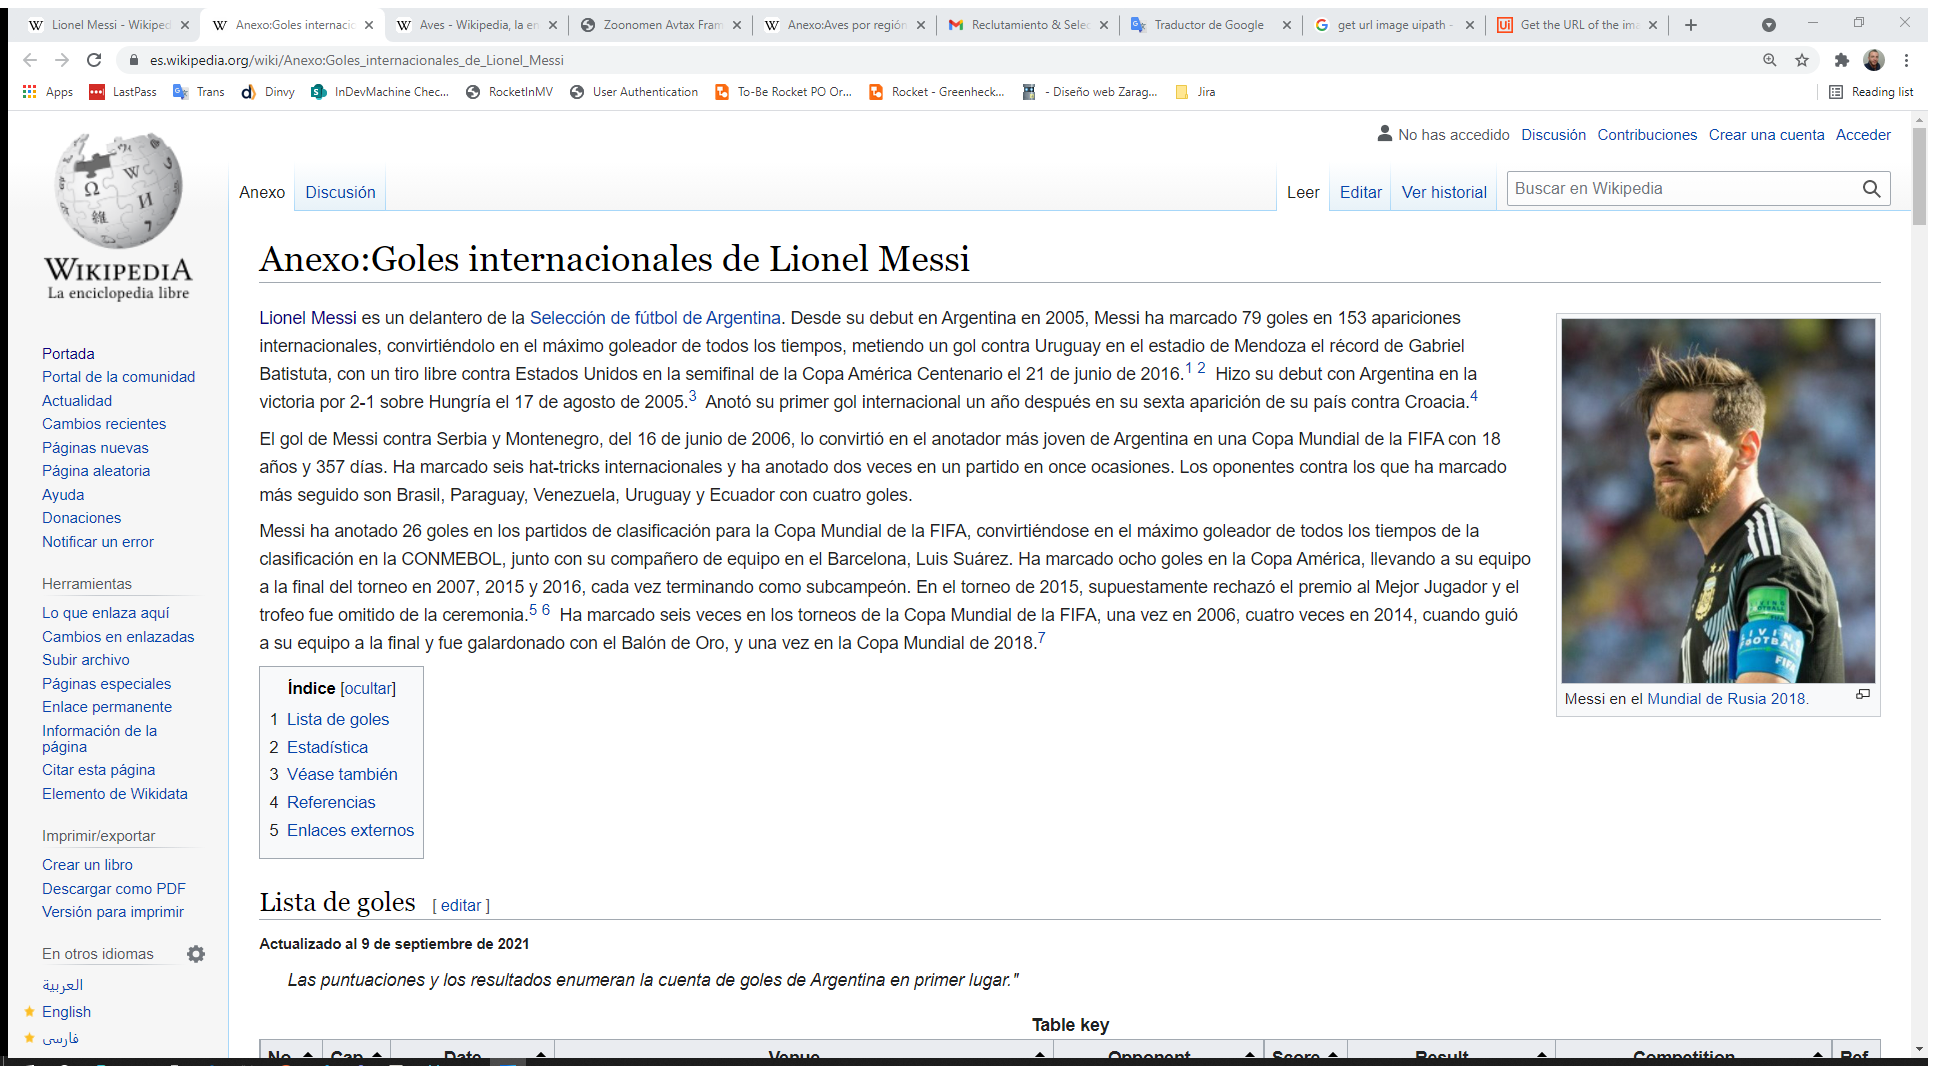 Lionel Messi - Wikiped
Anexo:Goles internacio
Aves - Wikipedia, la en
Zoonomen Avtax Fram
Anexo:Aves por región
Reclutamiento & Selec
Traductor de Google
get url image uipath -
Get the URL of the ima
es.wikipedia.org/wiki/Anexo:Goles_internacionales_de_Lionel_Messi
Apps
LastPass
Trans
Dinvy
InDevMachine Chec...
RocketInMV
User Authentication
To-Be Rocket PO Or...
Rocket - Greenheck...
- Diseño web Zarag...
Jira
Reading list
No has accedido Discusión Contribuciones Crear una cuenta Acceder
WIKIPEDIA
La enciclopedia libre
Anexo Discusión
Leer Editar Ver historial
Buscar en Wikipedia
Portada
Portal de la comunidad
Actualidad
Cambios recientes
Páginas nuevas
Página aleatoria
Ayuda
Donaciones
Notificar un error
Herramientas
Lo que enlaza aquí
Cambios en enlazadas
Subir archivo
Páginas especiales
Enlace permanente
Información de la
página
Citar esta página
Elemento de Wikidata
Imprimir/exportar
Crear un libro
Descargar como PDF
Versión para imprimir
En otros idiomas
العربية
English
فارسی
Anexo:Goles internacionales de Lionel Messi
Lionel Messi es un delantero de la Selección de fútbol de Argentina. Desde su debut en Argentina en 2005, Messi ha marcado 79 goles en 153 apariciones
internacionales, convirtiéndolo en el máximo goleador de todos los tiempos, metiendo un gol contra Uruguay en el estadio de Mendoza el récord de Gabriel
Batistuta, con un tiro libre contra Estados Unidos en la semifinal de la Copa América Centenario el 21 de junio de 2016.1 2 Hizo su debut con Argentina en la
victoria por 2-1 sobre Hungría el 17 de agosto de 2005.3 Anotó su primer gol internacional un año después en su sexta aparición de su país contra Croacia.4
El gol de Messi contra Serbia y Montenegro, del 16 de junio de 2006, lo convirtió en el anotador más joven de Argentina en una Copa Mundial de la FIFA con 18
años y 357 días. Ha marcado seis hat-tricks internacionales y ha anotado dos veces en un partido en once ocasiones. Los oponentes contra los que ha marcado
más seguido son Brasil, Paraguay, Venezuela, Uruguay y Ecuador con cuatro goles.
Messi ha anotado 26 goles en los partidos de clasificación para la Copa Mundial de la FIFA, convirtiéndose en el máximo goleador de todos los tiempos de la
clasificación en la CONMEBOL, junto con su compañero de equipo en el Barcelona, Luis Suárez. Ha marcado ocho goles en la Copa América, llevando a su equipo
a la final del torneo en 2007, 2015 y 2016, cada vez terminando como subcampeón. En el torneo de 2015, supuestamente rechazó el premio al Mejor Jugador y el
trofeo fue omitido de la ceremonia.5 6 Ha marcado seis veces en los torneos de la Copa Mundial de la FIFA, una vez en 2006, cuatro veces en 2014, cuando guió
a su equipo a la final y fue galardonado con el Balón de Oro, y una vez en la Copa Mundial de 2018.7
LIVING
FOOTBALL
FIFA
Messi en el Mundial de Rusia 2018.
Índice [ocultar]
1 Lista de goles
2 Estadística
3 Véase también
4 Referencias
5 Enlaces externos
Lista de goles [ editar ]
Actualizado al 9 de septiembre de 2021
Las puntuaciones y los resultados enumeran la cuenta de goles de Argentina en primer lugar."
Table key
No. Cap Date Venue Opponent Score Result Competition Ref